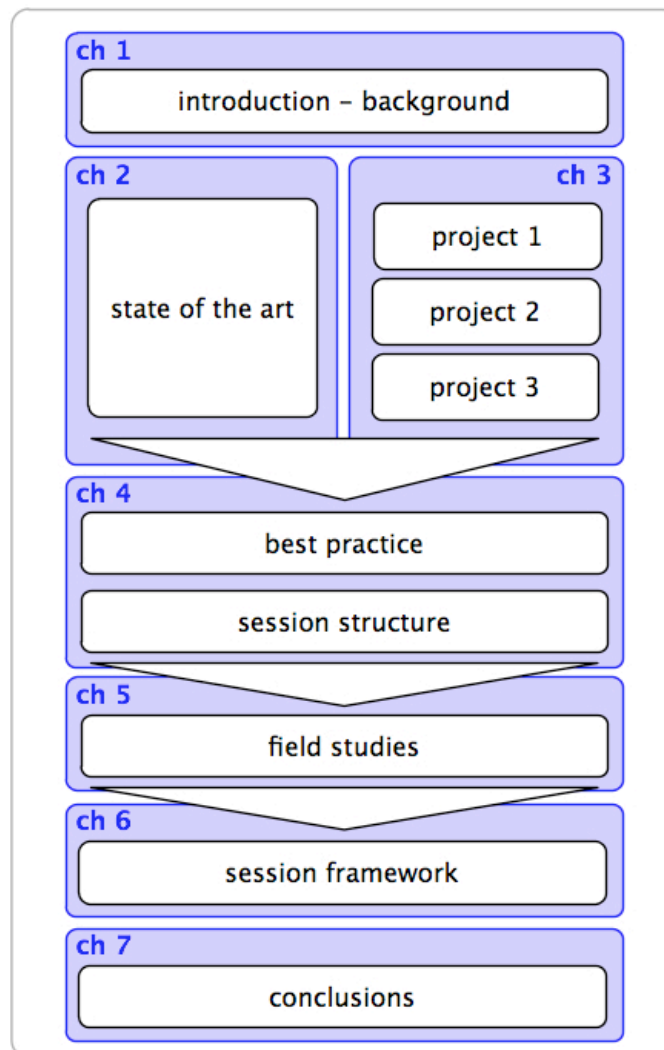 ch 1
introduction – background
ch 2
state of the art
ch 3
project 1
project 2
project 3
ch 4
best practice
session structure
ch 5
field studies
ch 6
session framework
ch 7
conclusions